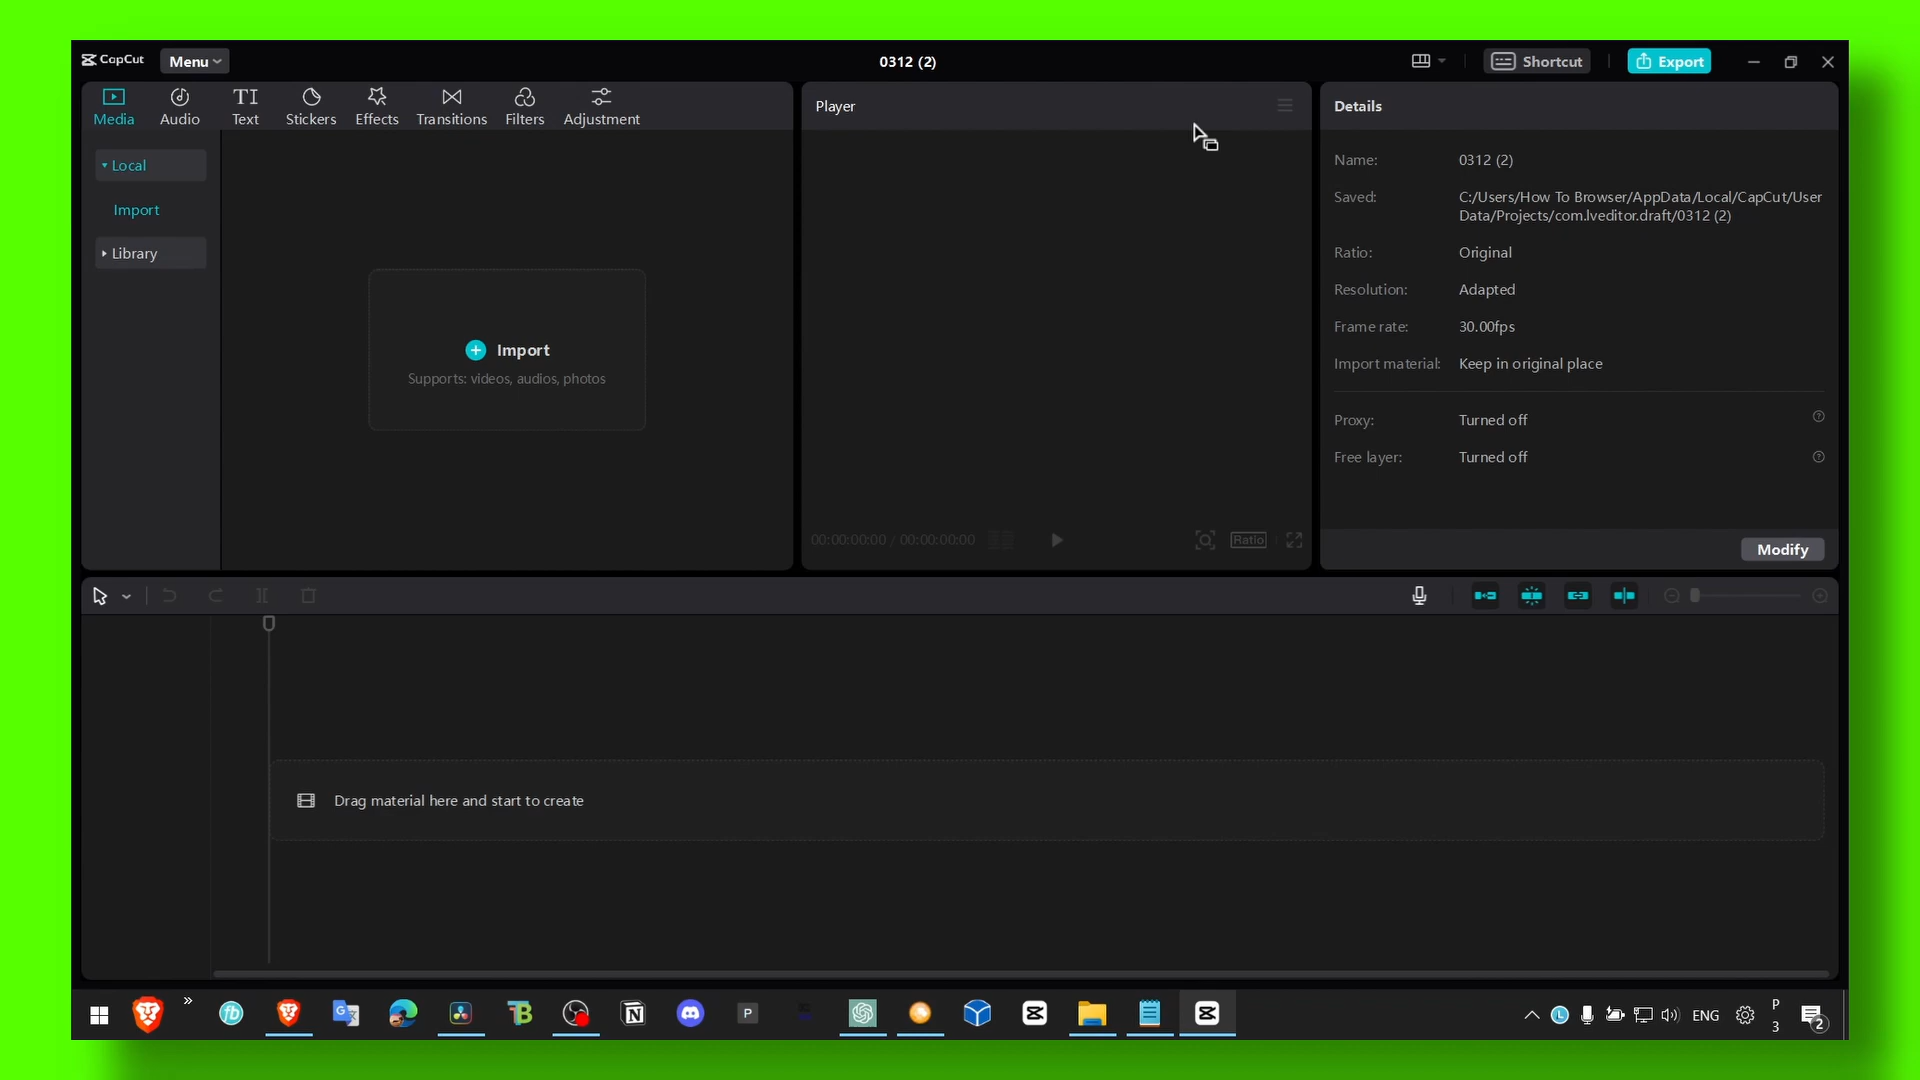 CapCut
Menu
0312 (2)
Shortcut
Export
Media
Audio
TI
Text
Stickers
Effects
Transitions
Filters
Adjustment
Local
Import
Library
Import
Supports: videos, audios, photos
Player
00:00:00:00 / 00:00:00:00
Ratio
Details
Name: 0312 (2)
Saved: C:/Users/How To Browser/AppData/Local/CapCut/User
Data/Projects/com.lveditor.draft/0312 (2)
Ratio: Original
Resolution: Adapted
Frame rate: 30.00fps
Import material: Keep in original place
Proxy: Turned off
Free layer: Turned off
Modify
Drag material here and start to create
fb
G
TB
N
P
L
ENG
P
3
2